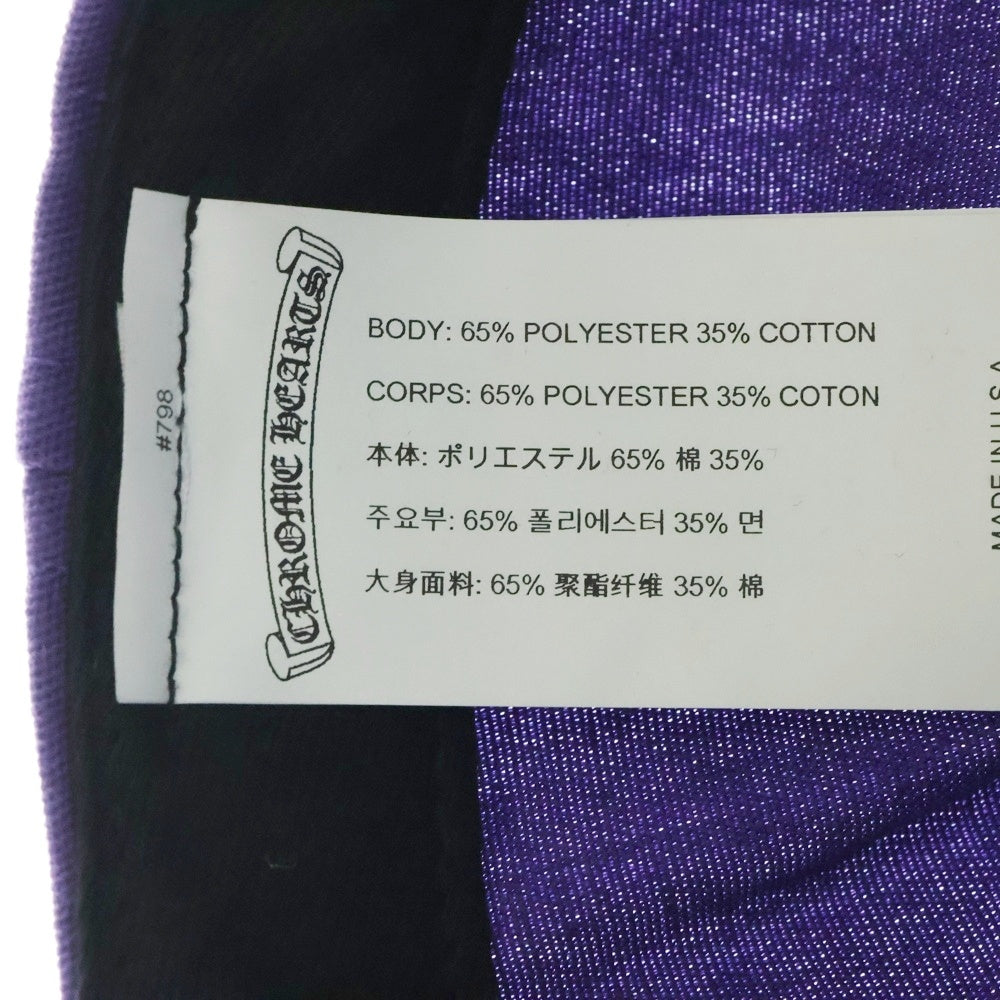 #798
CHROME HEARTS
BODY: 65% POLYESTER 35% COTTON
CORPS: 65% POLYESTER 35% COTON
本体: ポリエステル 65% 棉 35%
주요부: 65% 폴리에스터 35% 면
大身面料: 65% 聚酯纤维 35% 棉
MADE IN U.S.A